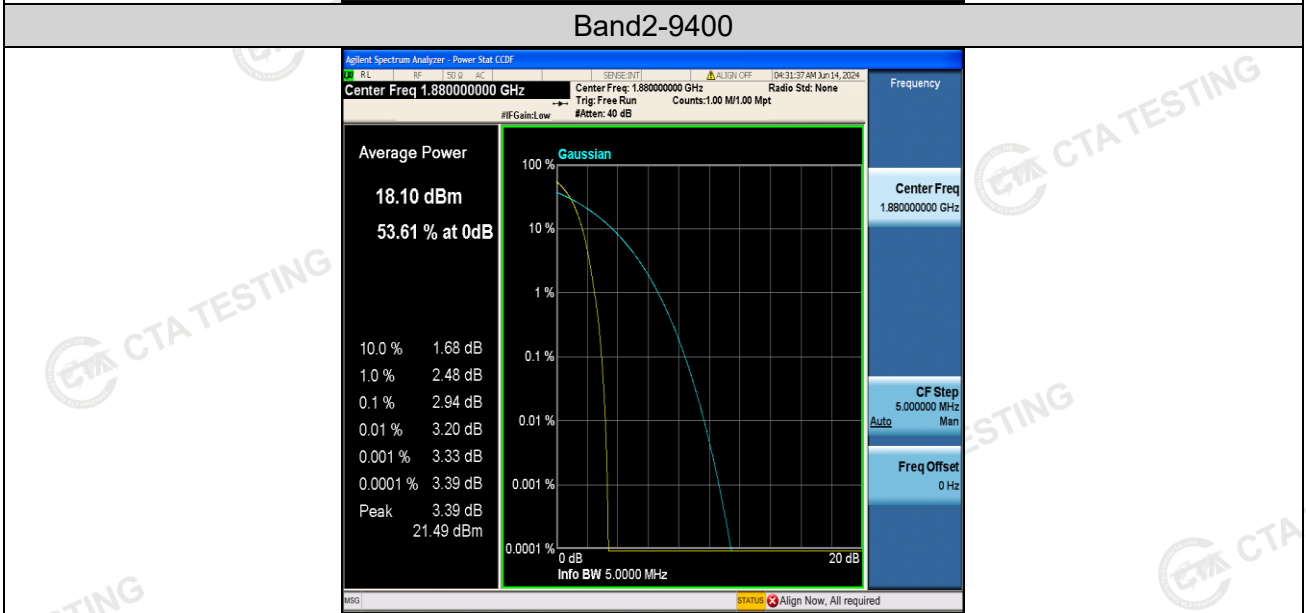 Band2-9400
Agilent Spectrum Analyzer - Power Stat CCDF
RL RF 50 Ω AC SENSE:INT ALIGN OFF 04:31:37 AM Jun 14, 2024
Center Freq 1.880000000 GHz
Center Freq: 1.880000000 GHz Radio Std: None
Trig: Free Run Counts:1.00 M/1.00 Mpt
#IFGain:Low #Atten: 40 dB
Frequency
Average Power
18.10 dBm
53.61 % at 0dB
10.0 % 1.68 dB
1.0 % 2.48 dB
0.1 % 2.94 dB
0.01 % 3.20 dB
0.001 % 3.33 dB
0.0001 % 3.39 dB
Peak 3.39 dB
21.49 dBm
Gaussian
100 %
10 %
1 %
0.1 %
0.01 %
0.001 %
0.0001 %
0 dB 20 dB
Info BW 5.0000 MHz
Center Freq
1.880000000 GHz
CF Step
5.000000 MHz
Auto Man
Freq Offset
0 Hz
MSG STATUS Align Now, All required
CTA TESTING
CTA TESTING
ESTING
CTA
TING